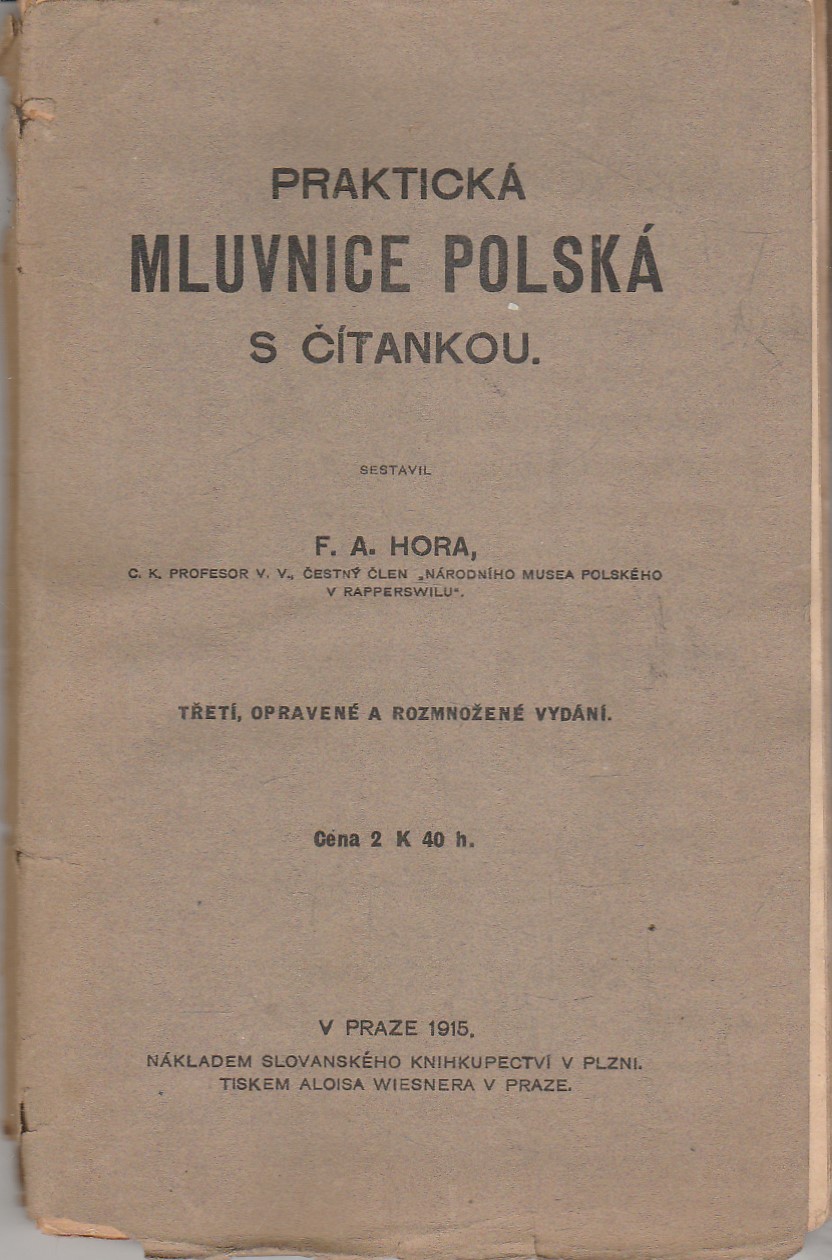 PRAKTICKÁ
MLUVNICE POLSKÁ
S ČÍTANKOU.
SESTAVIL
F. A. HORA,
C. K. PROFESOR V. V., ČESTNÝ ČLEN „NÁRODNÍHO MUSEA POLSKÉHO
V RAPPERSWILU“.
TŘETÍ, OPRAVENÉ A ROZMNOŽENÉ VYDÁNÍ.
Cena 2 K 40 h.
V PRAZE 1915.
NÁKLADEM SLOVANSKÉHO KNIHKUPECTVÍ V PLZNI.
TISKEM ALOISA WIESNERA V PRAZE.